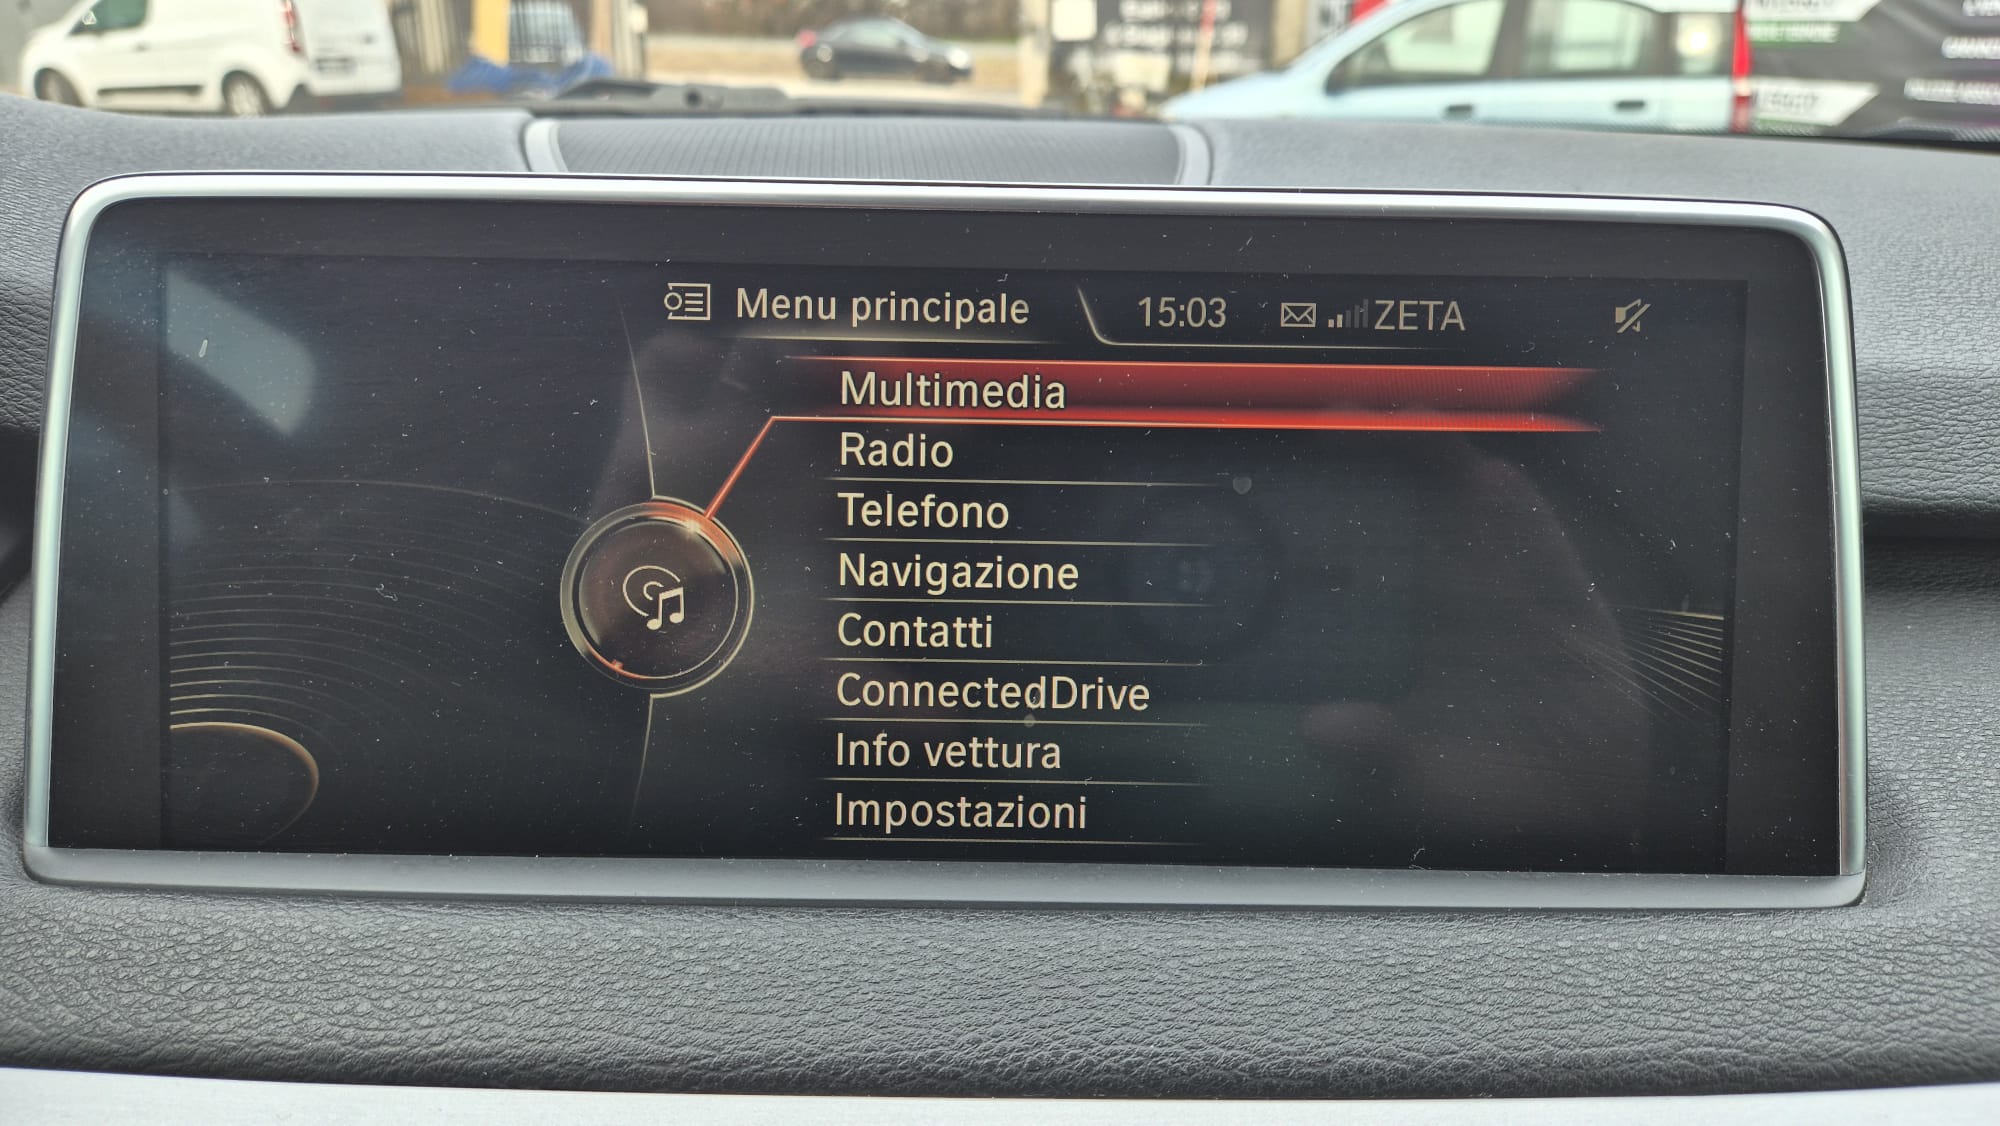 Menu principale
15:03
ZETA
Multimedia
Radio
Telefono
Navigazione
Contatti
ConnectedDrive
Info vettura
Impostazioni